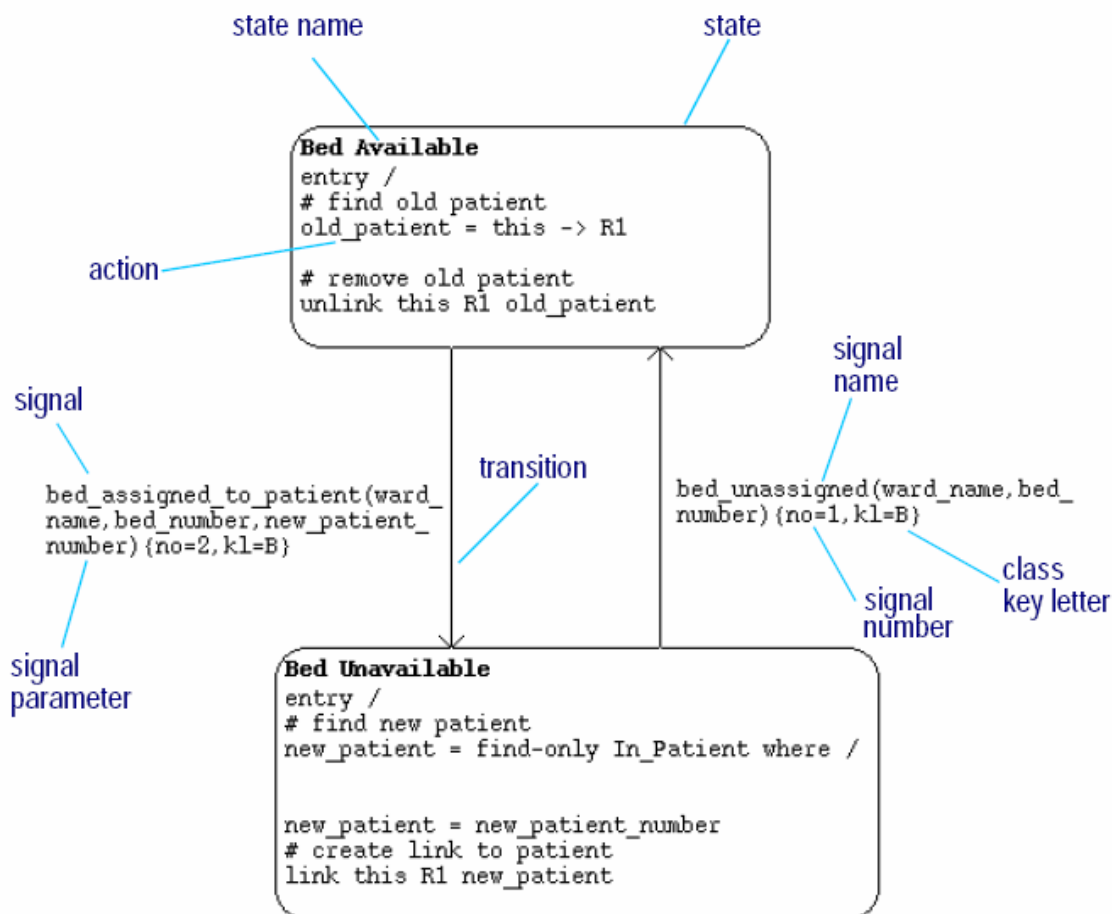 state name
state
Bed Available
entry /
# find old patient
old_patient = this -> R1
action
# remove old patient
unlink this R1 old_patient
signal
name
signal
transition
bed_assigned_to_patient(ward_
name,bed_number,new_patient_
number){no=2,kl=B}
bed_unassigned(ward_name,bed_
number){no=1,kl=B}
class
key letter
signal
number
signal
parameter
Bed Unavailable
entry /
# find new patient
new_patient = find-only In_Patient where /
new_patient = new_patient_number
# create link to patient
link this R1 new_patient